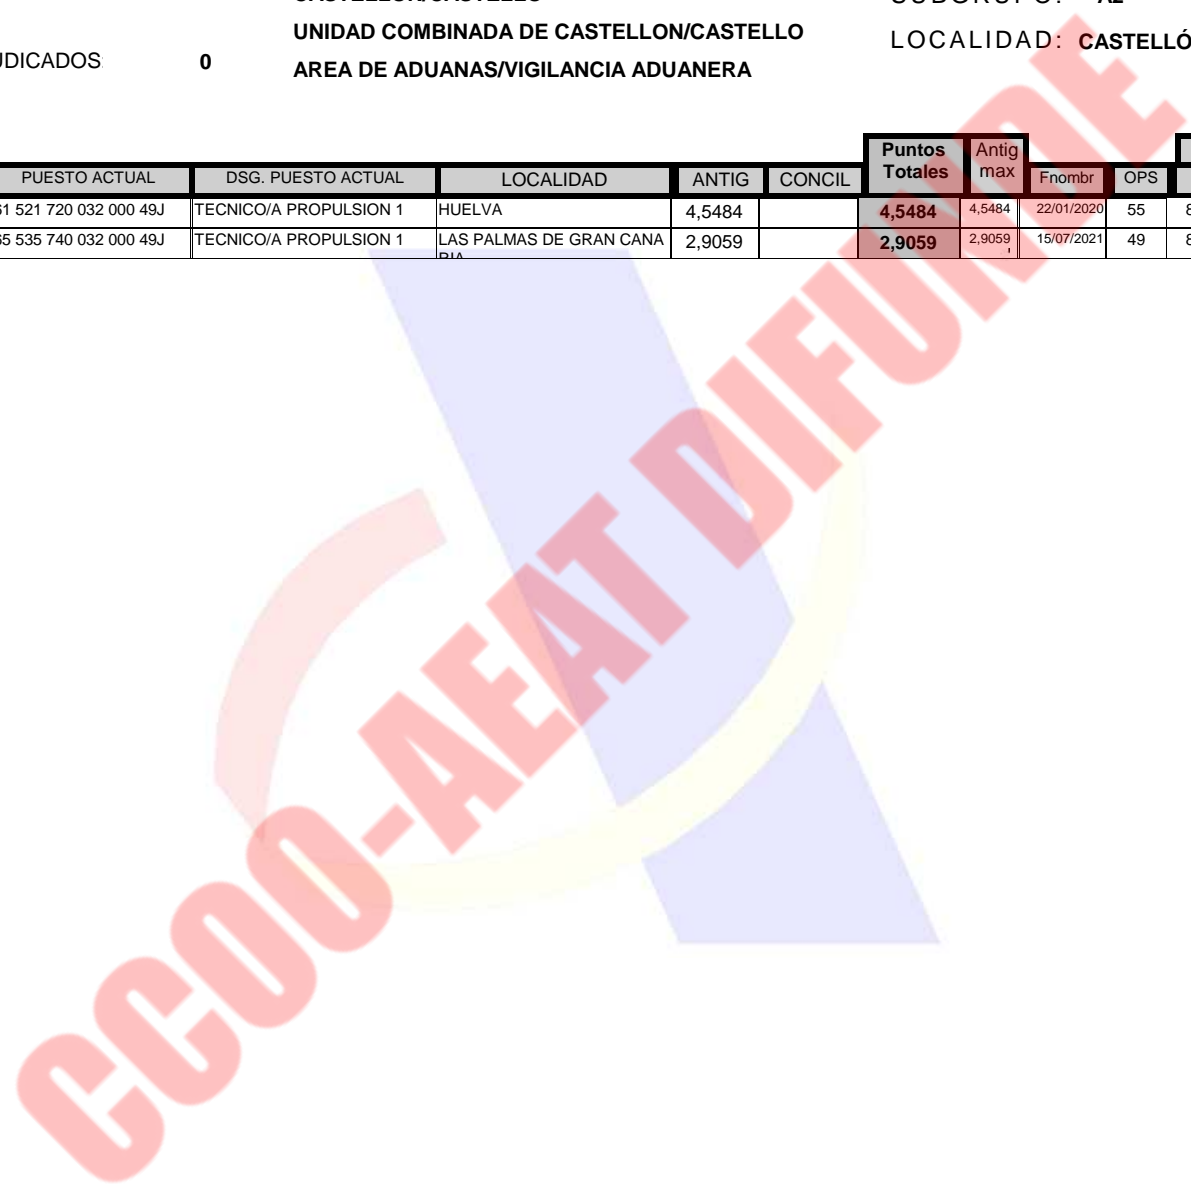 UNIDAD COMBINADA DE CASTELLON/CASTELLO
LOCALIDAD: CASTELLÓ
0
AREA DE ADUANAS/VIGILANCIA ADUANERA
PUESTO ACTUAL DSG. PUESTO ACTUAL LOCALIDAD ANTIG CONCIL Puntos Totales Antig max Fnombr OPS
521 720 032 000 49J TECNICO/A PROPULSION 1 HUELVA 4,5484 4,5484 4,5484 22/01/2020 55
535 740 032 000 49J TECNICO/A PROPULSION 1 LAS PALMAS DE GRAN CANA 2,9059 2,9059 2,9059 15/07/2021 49
CCOO-AEAT DIFUNDE